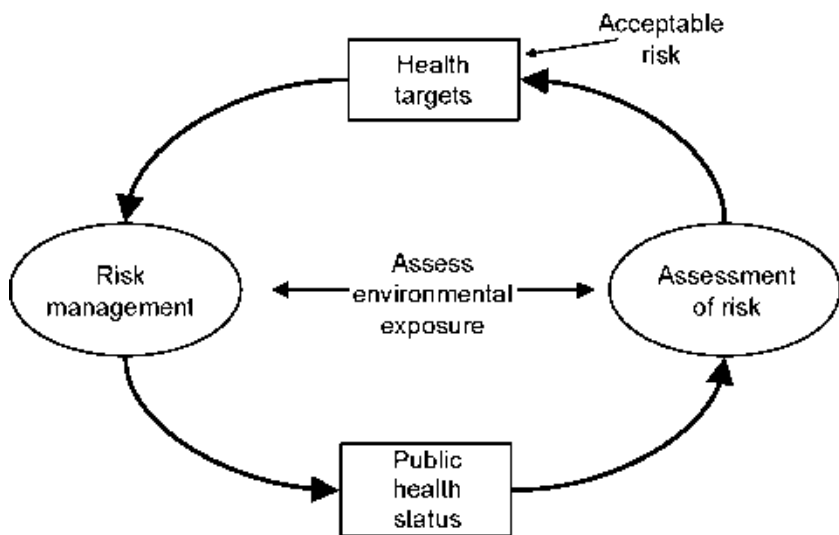 Acceptable
risk
Health
targets
Risk
management
Assess
environmental
exposure
Assessment
of risk
Public
health
status